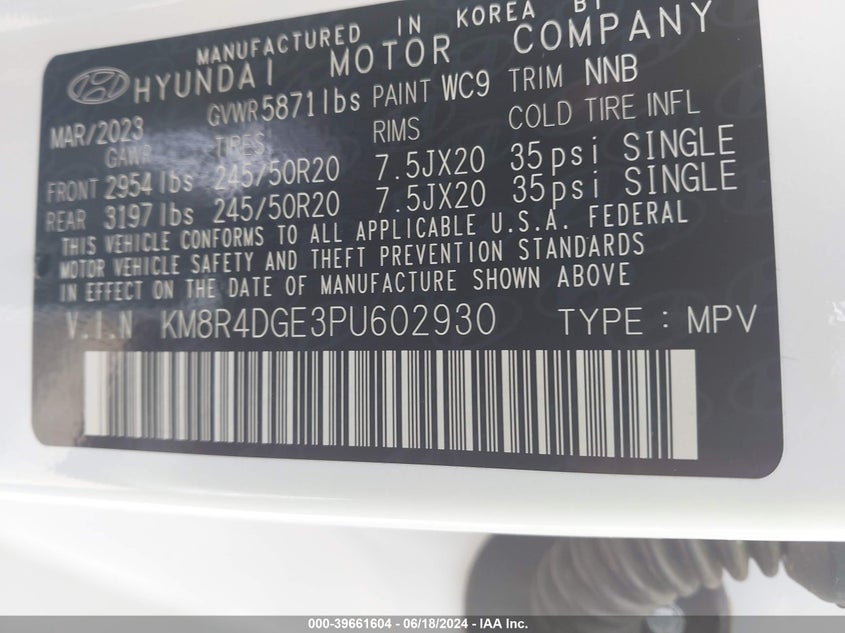 MANUFACTURED IN KOREA BY
HYUNDAI MOTOR COMPANY
MAR/2023 GVWR 5871 lbs PAINT WC9 TRIM NNB
GAWR TIRES RIMS COLD TIRE INFL
FRONT 2954 lbs 245/50R20 7.5JX20 35psi SINGLE
REAR 3197 lbs 245/50R20 7.5JX20 35psi SINGLE
THIS VEHICLE CONFORMS TO ALL APPLICABLE U.S.A. FEDERAL
MOTOR VEHICLE SAFETY AND THEFT PREVENTION STANDARDS
IN EFFECT ON THE DATE OF MANUFACTURE SHOWN ABOVE
V.I.N KM8R4DGE3PU602930 TYPE : MPV
000-39661604 - 06/18/2024 - IAA Inc.